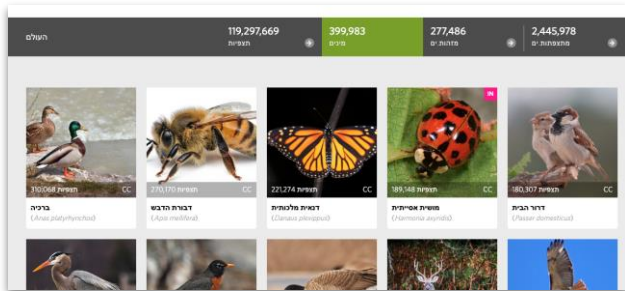 העולם
119,297,669
תצפיות
399,983
מינים
277,486
מזהות.ים
2,445,978
מתצפתות.ים
310,068 תצפיות
CC
270,170 תצפיות
CC
221,274 תצפיות
CC
IN
189,148 תצפיות
CC
180,307 תצפיות
CC
ברכיה
(Anas platyrhynchos)
דבורת הדבש
(Apis mellifera)
דנאית מלכותית
(Danaus plexippus)
מושית אסייתית
(Harmonia axyridis)
דרור הבית
(Passer domesticus)